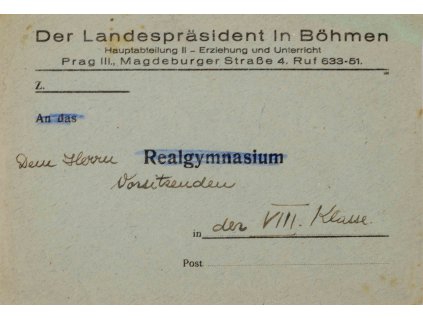 Der Landespräsident in Böhmen
Hauptabteilung II – Erziehung und Unterricht
Prag III., Magdeburger Straße 4. Ruf 633-51.
Z.
An das
Dem Herrn Realgymnasium
Vorsitzenden
in der VIII. Klasse.
Post